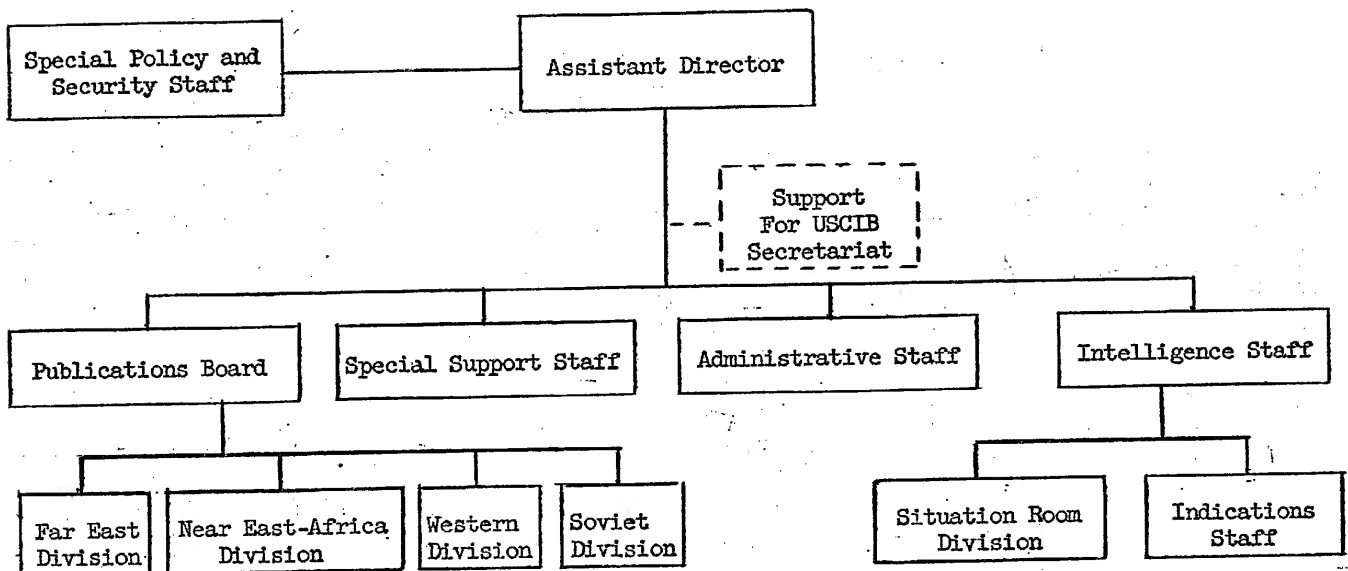 Special Policy and
Security Staff
Assistant Director
Support
For USCIB
Secretariat
Publications Board
Special Support Staff
Administrative Staff
Intelligence Staff
Far East
Division
Near East-Africa
Division
Western
Division
Soviet
Division
Situation Room
Division
Indications
Staff